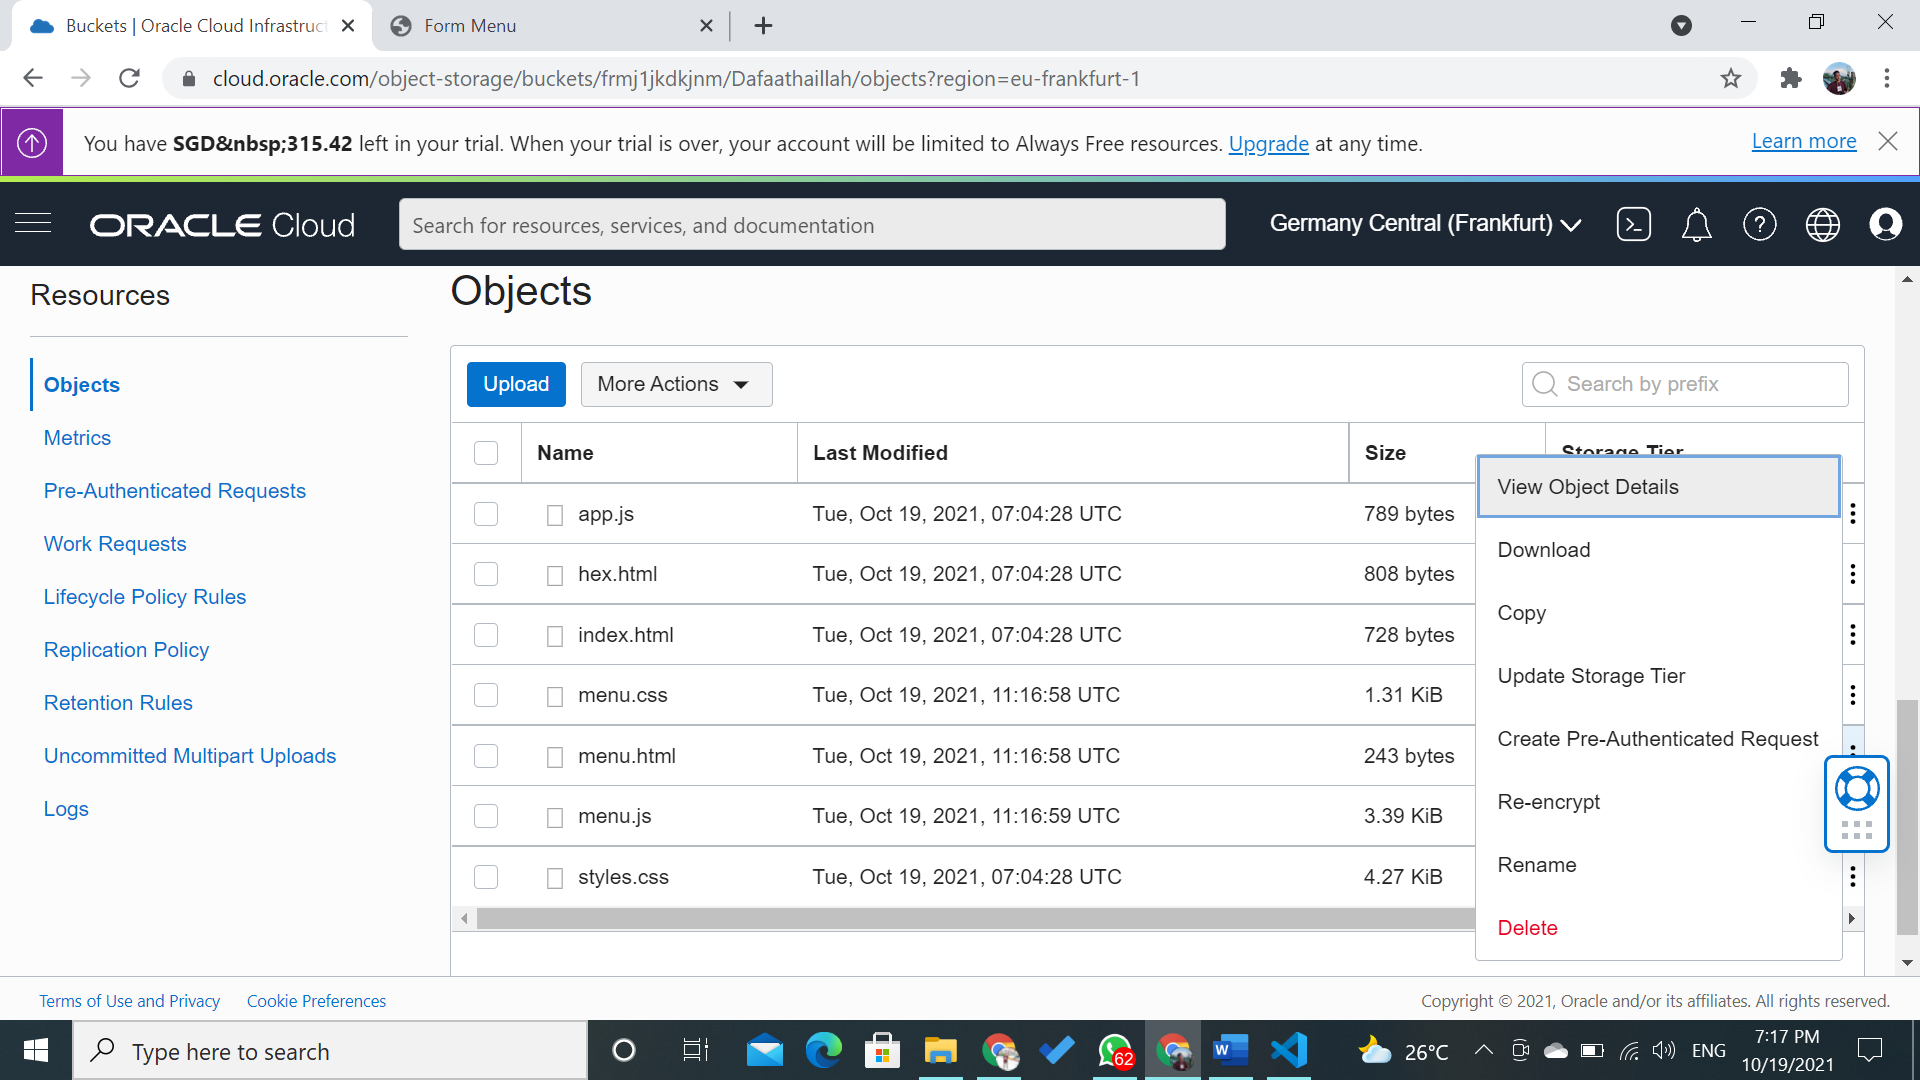 Buckets | Oracle Cloud Infrastruct
Form Menu
cloud.oracle.com/object-storage/buckets/frmj1jkdkjnm/Dafaathaillah/objects?region=eu-frankfurt-1
You have SGD&nbsp;315.42 left in your trial. When your trial is over, your account will be limited to Always Free resources. Upgrade at any time.
Learn more
ORACLE Cloud
Search for resources, services, and documentation
Germany Central (Frankfurt)
Resources
Objects
Metrics
Pre-Authenticated Requests
Work Requests
Lifecycle Policy Rules
Replication Policy
Retention Rules
Uncommitted Multipart Uploads
Logs
Objects
Upload
More Actions
Search by prefix
Name Last Modified Size Storage Tier
app.js Tue, Oct 19, 2021, 07:04:28 UTC 789 bytes
hex.html Tue, Oct 19, 2021, 07:04:28 UTC 808 bytes
index.html Tue, Oct 19, 2021, 07:04:28 UTC 728 bytes
menu.css Tue, Oct 19, 2021, 11:16:58 UTC 1.31 KiB
menu.html Tue, Oct 19, 2021, 11:16:58 UTC 243 bytes
menu.js Tue, Oct 19, 2021, 11:16:59 UTC 3.39 KiB
styles.css Tue, Oct 19, 2021, 07:04:28 UTC 4.27 KiB
View Object Details
Download
Copy
Update Storage Tier
Create Pre-Authenticated Request
Re-encrypt
Rename
Delete
Terms of Use and Privacy
Cookie Preferences
Copyright © 2021, Oracle and/or its affiliates. All rights reserved.
Type here to search
62
W
26°C
ENG
7:17 PM
10/19/2021